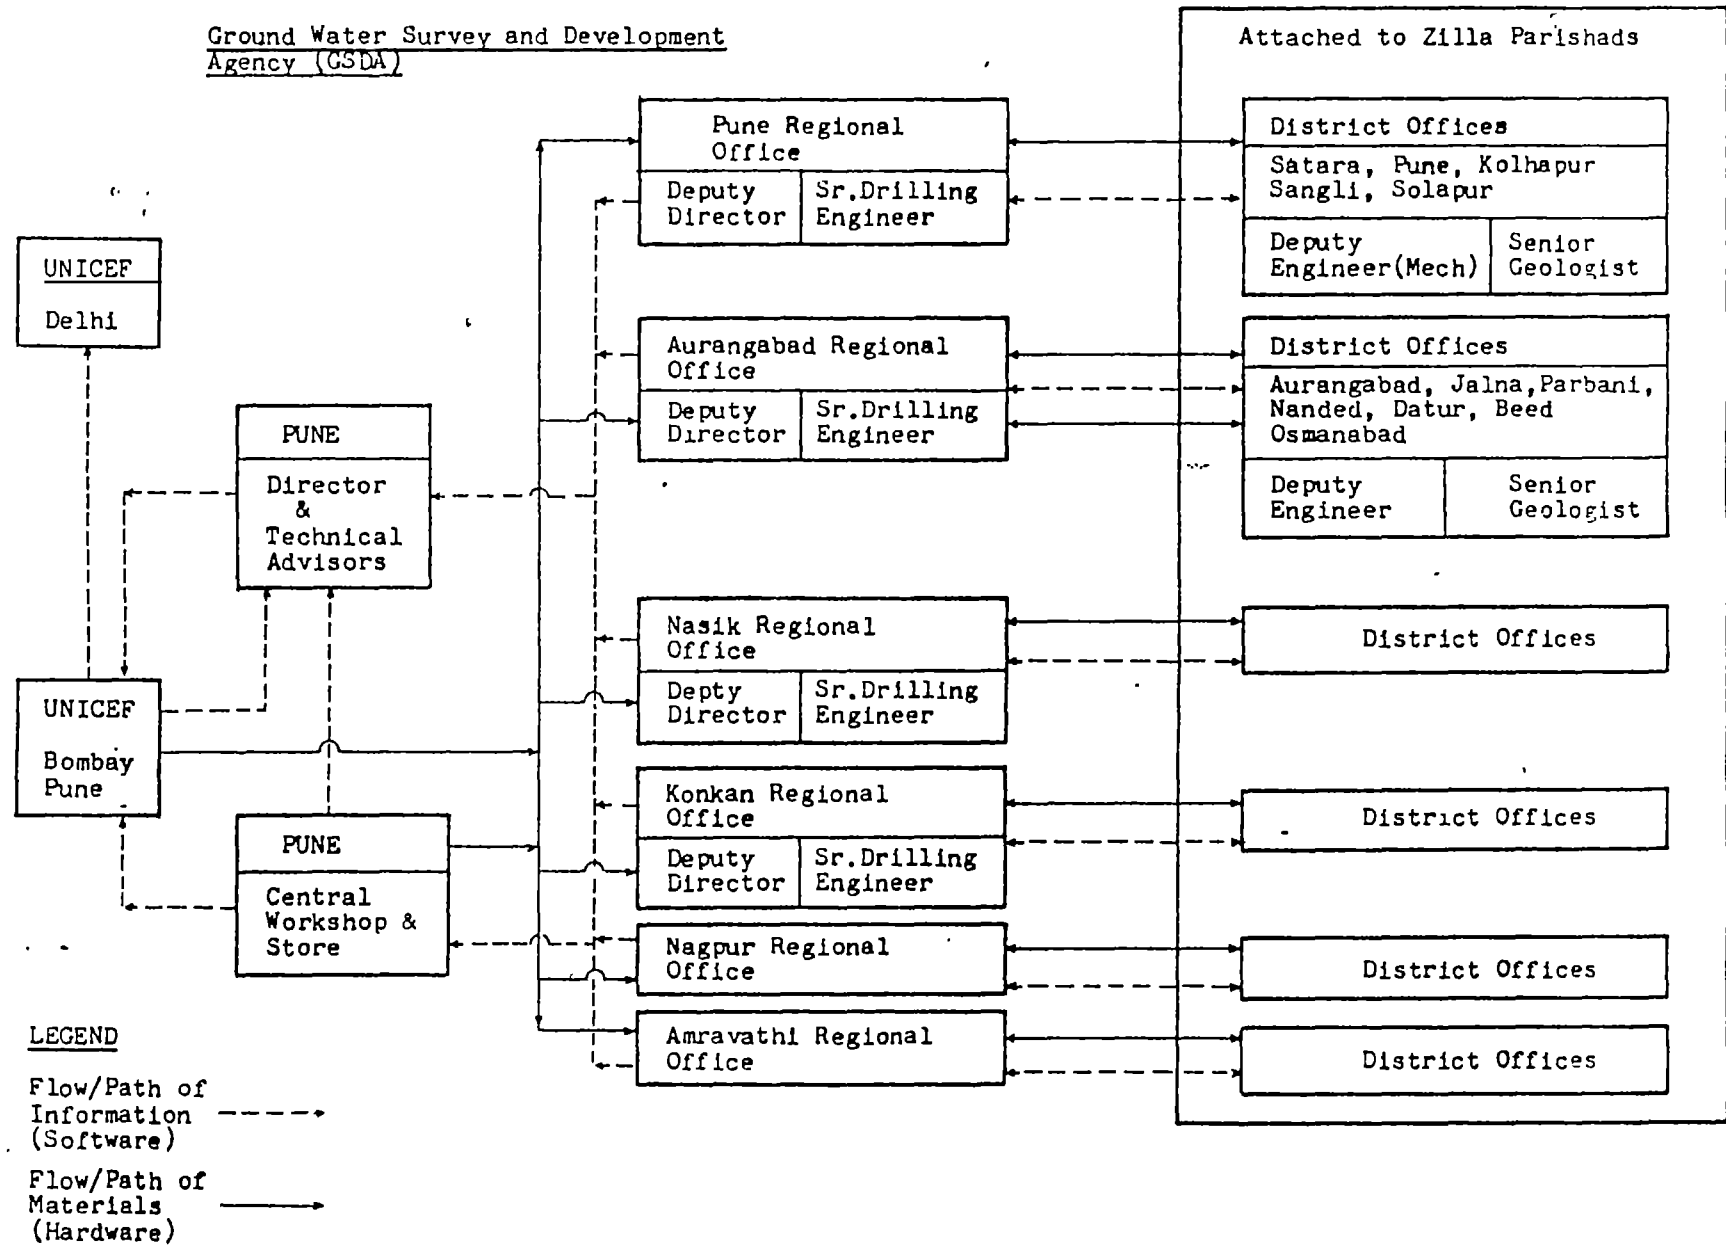 Ground Water Survey and Development
Agency (GSDA)
Attached to Zilla Parishads
UNICEF
Delhi
UNICEF
Bombay
Pune
PUNE
Director
&
Technical
Advisors
PUNE
Central
Workshop &
Store
Pune Regional
Office
Deputy
Director
Sr.Drilling
Engineer
Aurangabad Regional
Office
Deputy
Director
Sr.Drilling
Engineer
Nasik Regional
Office
Depty
Director
Sr.Drilling
Engineer
Konkan Regional
Office
Deputy
Director
Sr.Drilling
Engineer
Nagpur Regional
Office
Amravathi Regional
Office
District Offices
Satara, Pune, Kolhapur
Sangli, Solapur
Deputy
Engineer(Mech)
Senior
Geologist
District Offices
Aurangabad, Jalna,Parbani,
Nanded, Datur, Beed
Osmanabad
Deputy
Engineer
Senior
Geologist
District Offices
District Offices
District Offices
District Offices
LEGEND
Flow/Path of
Information
(Software)
Flow/Path of
Materials
(Hardware)